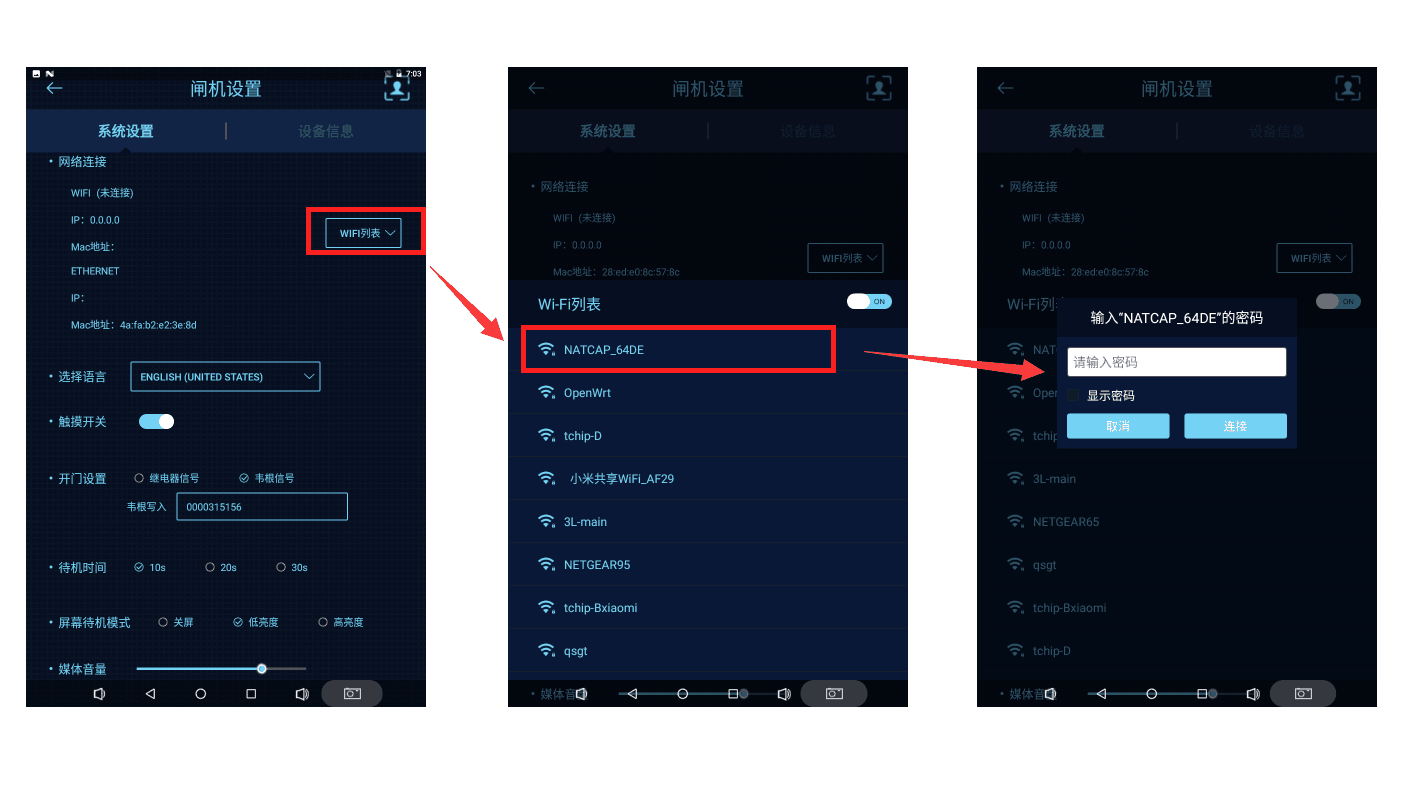 7:03
闸机设置
系统设置
设备信息
网络连接
WIFI (未连接)
IP：0.0.0.0
WIFI列表
Mac地址：
ETHERNET
IP：
Mac地址：4a:fa:b2:e2:3e:8d
选择语言
ENGLISH (UNITED STATES)
触摸开关
开门设置
继电器信号
韦根信号
韦根写入
0000315156
待机时间
10s
20s
30s
屏幕待机模式
关屏
低亮度
高亮度
媒体音量
闸机设置
系统设置
设备信息
网络连接
WIFI (未连接)
IP：0.0.0.0
WIFI列表
Mac地址：28:ed:e0:8c:57:8c
Wi-Fi列表
ON
NATCAP_64DE
OpenWrt
tchip-D
小米共享WiFi_AF29
3L-main
NETGEAR95
tchip-Bxiaomi
qsgt
媒体音
闸机设置
系统设置
设备信息
网络连接
WIFI (未连接)
IP：0.0.0.0
WIFI列表
Mac地址：28:ed:e0:8c:57:8c
Wi-Fi列
ON
输入“NATCAP_64DE”的密码
NAT
请输入密码
Oper
显示密码
取消
连接
tchip
3L-main
NETGEAR65
qsgt
tchip-Bxiaomi
tchip-D
媒体音